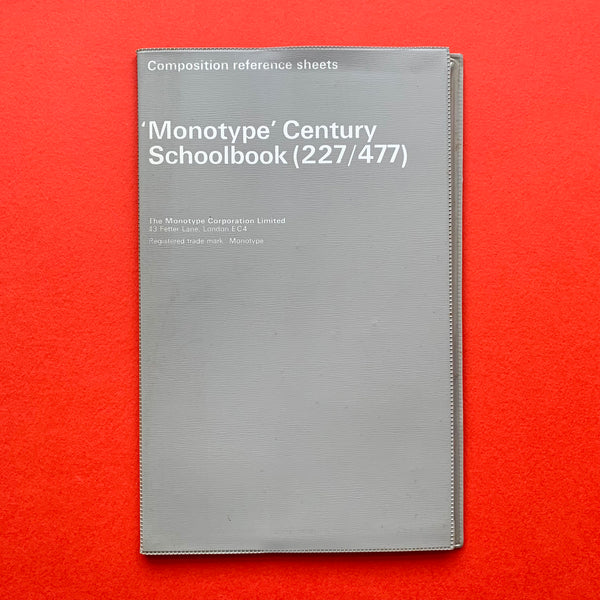 Composition reference sheets
‘Monotype’ Century
Schoolbook (227/477)
The Monotype Corporation Limited
43 Fetter Lane, London EC4
Registered trade mark: Monotype